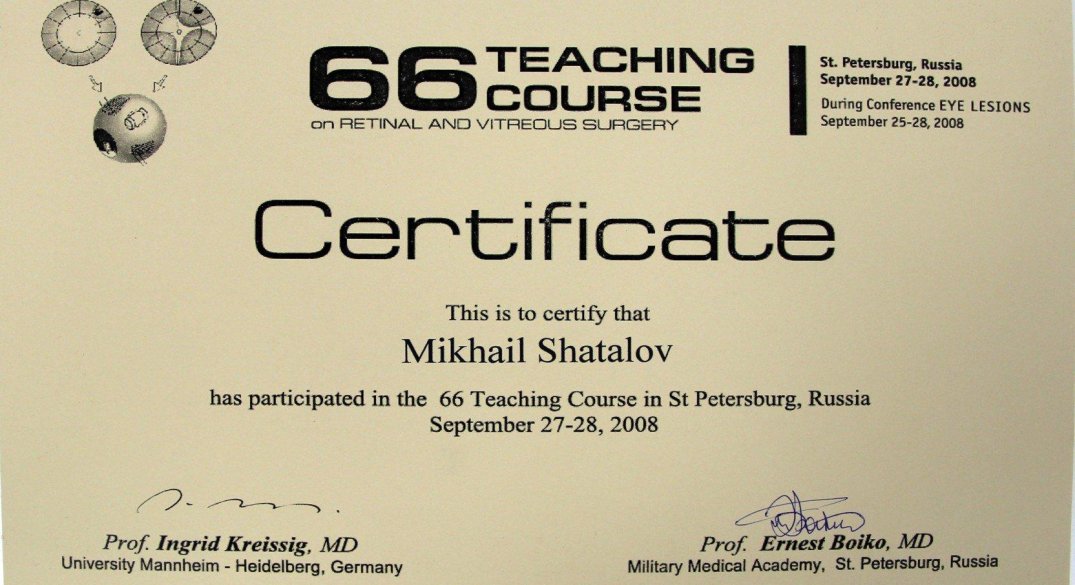 66 TEACHING COURSE
on RETINAL AND VITREOUS SURGERY
St. Petersburg, Russia
September 27-28, 2008
During Conference EYE LESIONS
September 25-28, 2008
Certificate
This is to certify that
Mikhail Shatalov
has participated in the 66 Teaching Course in St Petersburg, Russia
September 27-28, 2008
Prof. Ingrid Kreissig, MD
University Mannheim - Heidelberg, Germany
Prof. Ernest Boiko, MD
Military Medical Academy, St. Petersburg, Russia